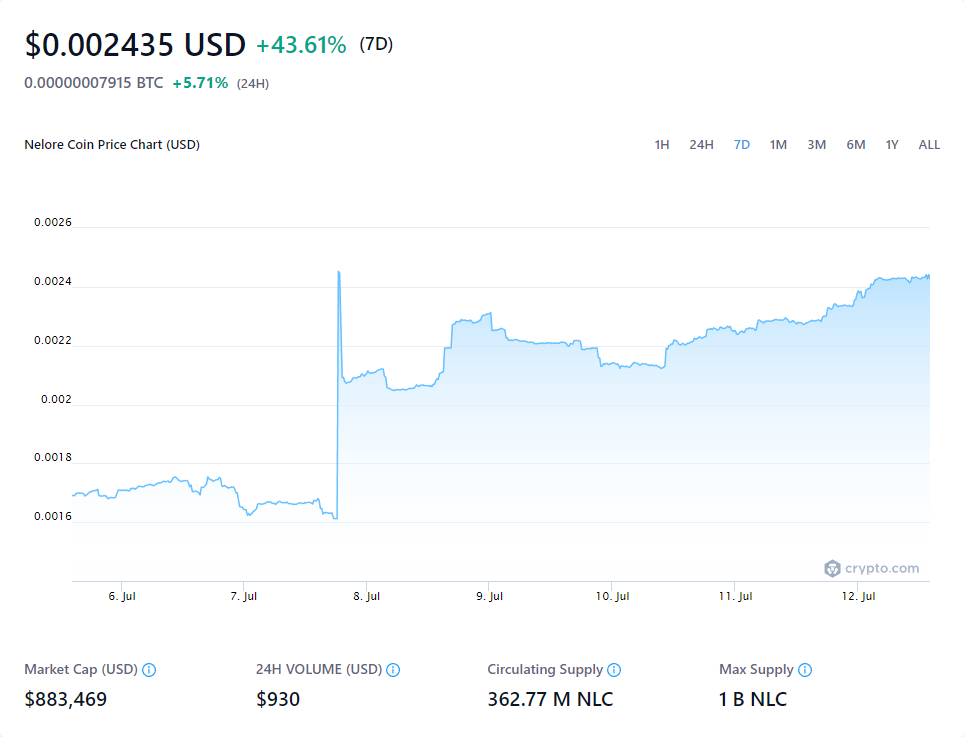 $0.002435 USD +43.61% (7D)
0.00000007915 BTC +5.71% (24H)
Nelore Coin Price Chart (USD) 1H 24H 7D 1M 3M 6M 1Y ALL
0.0026
0.0024
0.0022
0.002
0.0018
0.0016
crypto.com
6. Jul 7. Jul 8. Jul 9. Jul 10. Jul 11. Jul 12. Jul
Market Cap (USD) 24H VOLUME (USD) Circulating Supply Max Supply
$883,469 $930 362.77 M NLC 1 B NLC